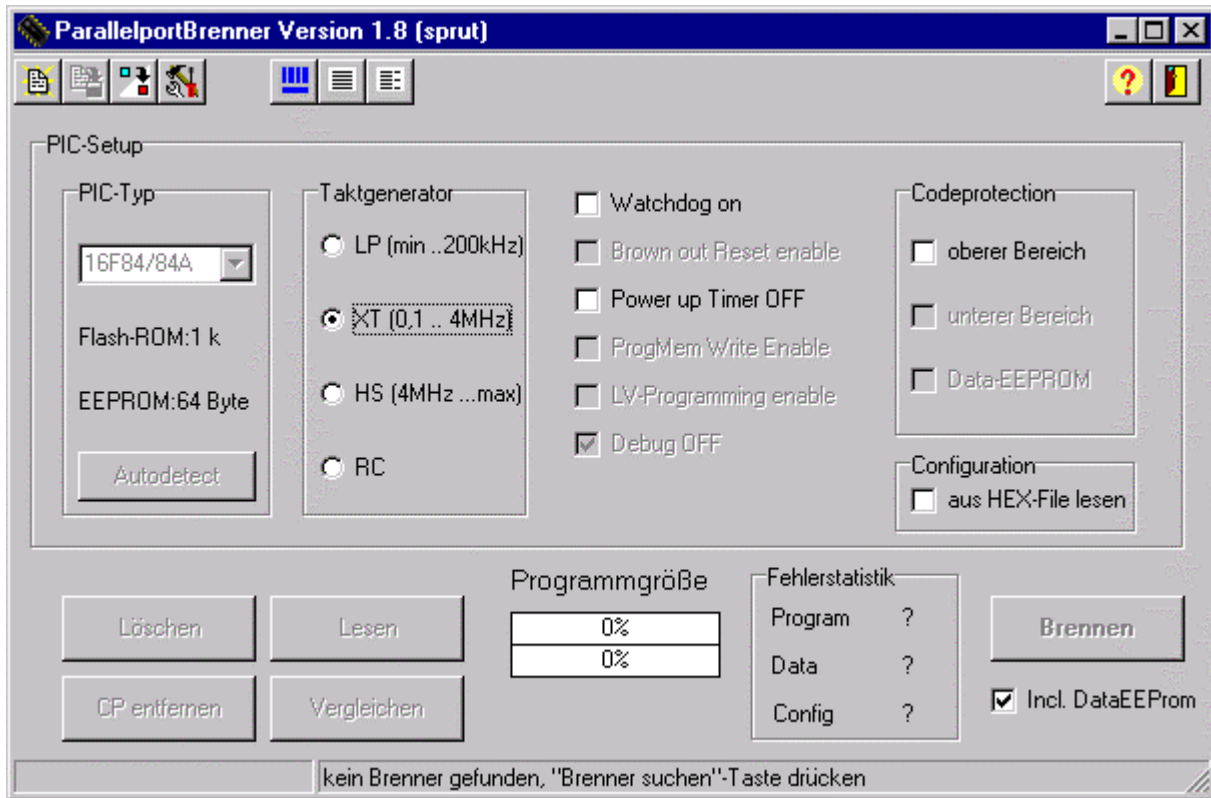 ParallelportBrenner Version 1.8 (sprut)
PIC-Setup
PIC-Typ
16F84/84A
Flash-ROM:1 k
EEPROM:64 Byte
Autodetect
Taktgenerator
LP (min ..200kHz)
XT (0,1 .. 4MHz)
HS (4MHz ...max)
RC
Watchdog on
Brown out Reset enable
Power up Timer OFF
ProgMem Write Enable
LV-Programming enable
Debug OFF
Codeprotection
oberer Bereich
unterer Bereich
Data-EEPROM
Configuration
aus HEX-File lesen
Löschen
Lesen
CP entfernen
Vergleichen
Programmgröße
0%
0%
Fehlerstatistik
Program ?
Data ?
Config ?
Brennen
Incl. DataEEProm
kein Brenner gefunden, "Brenner suchen"-Taste drücken